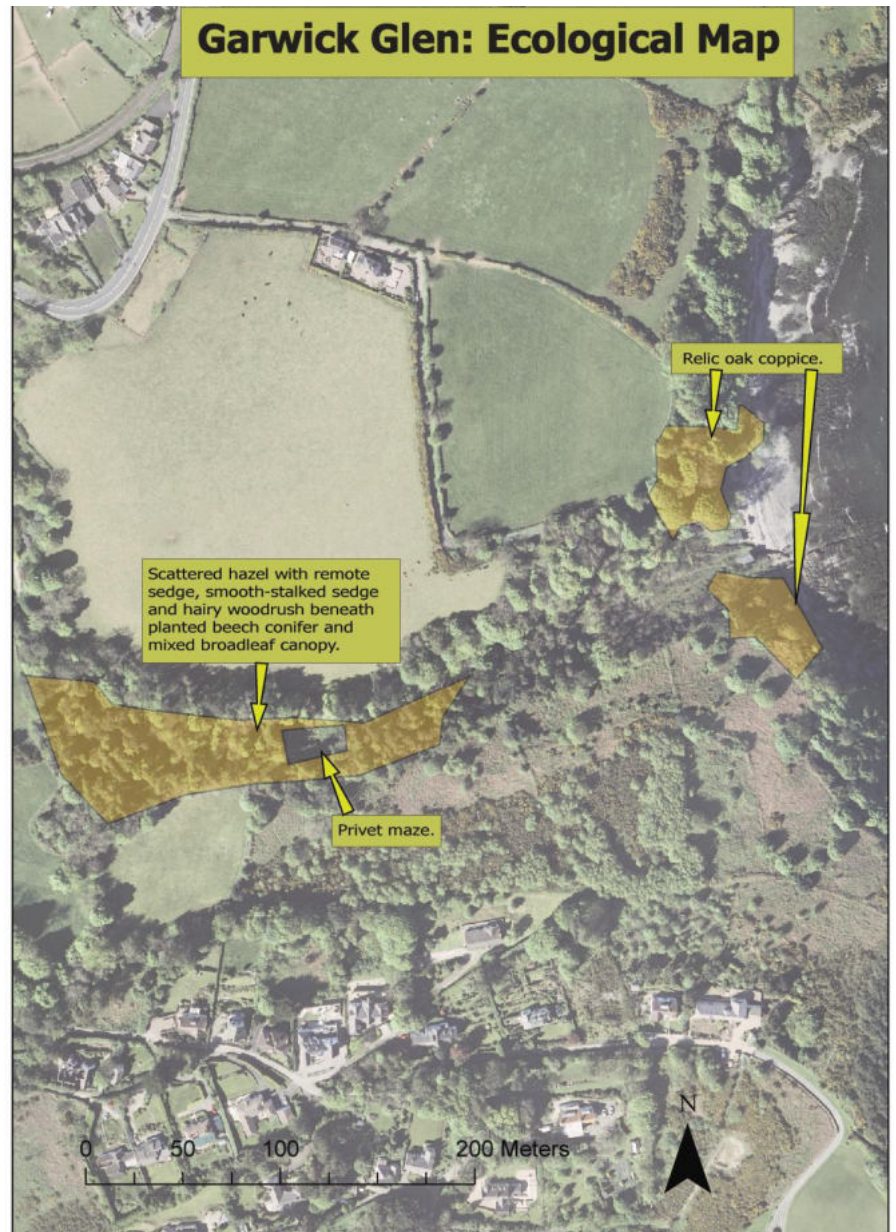 Garwick Glen: Ecological Map
Relic oak coppice.
Scattered hazel with remote
sedge, smooth-stalked sedge
and hairy woodrush beneath
planted beech conifer and
mixed broadleaf canopy.
Privet maze.
N
0 50 100 200 Meters